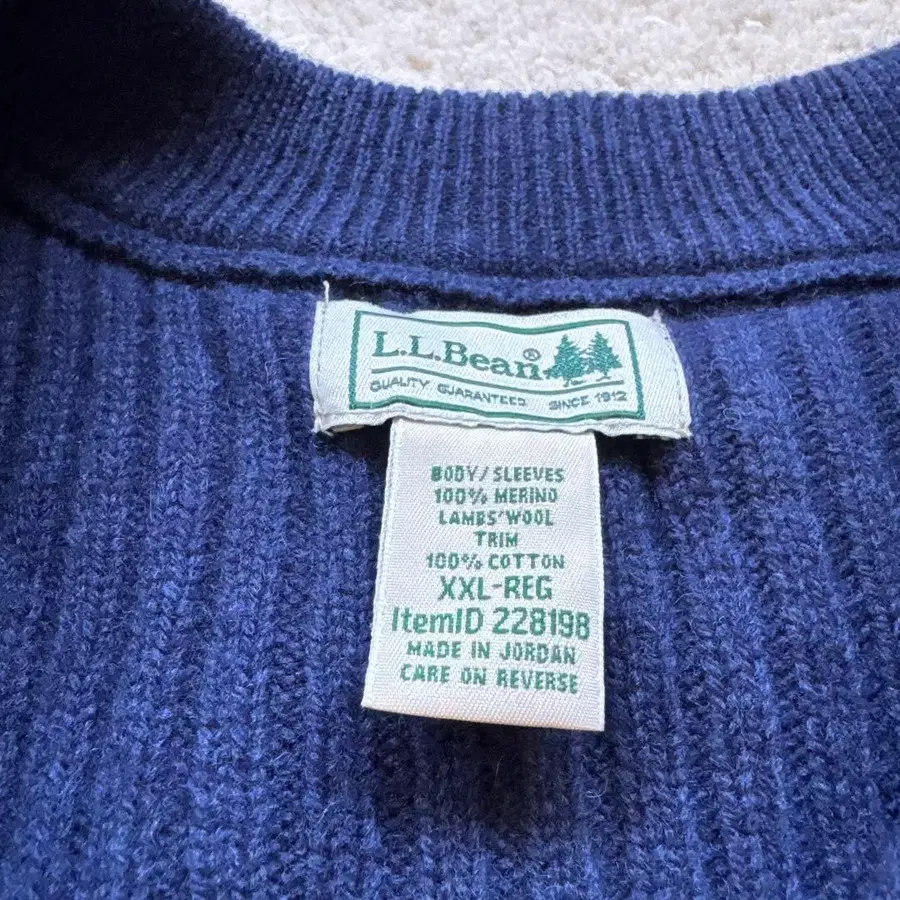 L.L.Bean®
QUALITY GUARANTEED SINCE 1912
BODY/SLEEVES
100% MERINO
LAMBS'WOOL
TRIM
100% COTTON
XXL-REG
ItemID 228198
MADE IN JORDAN
CARE ON REVERSE